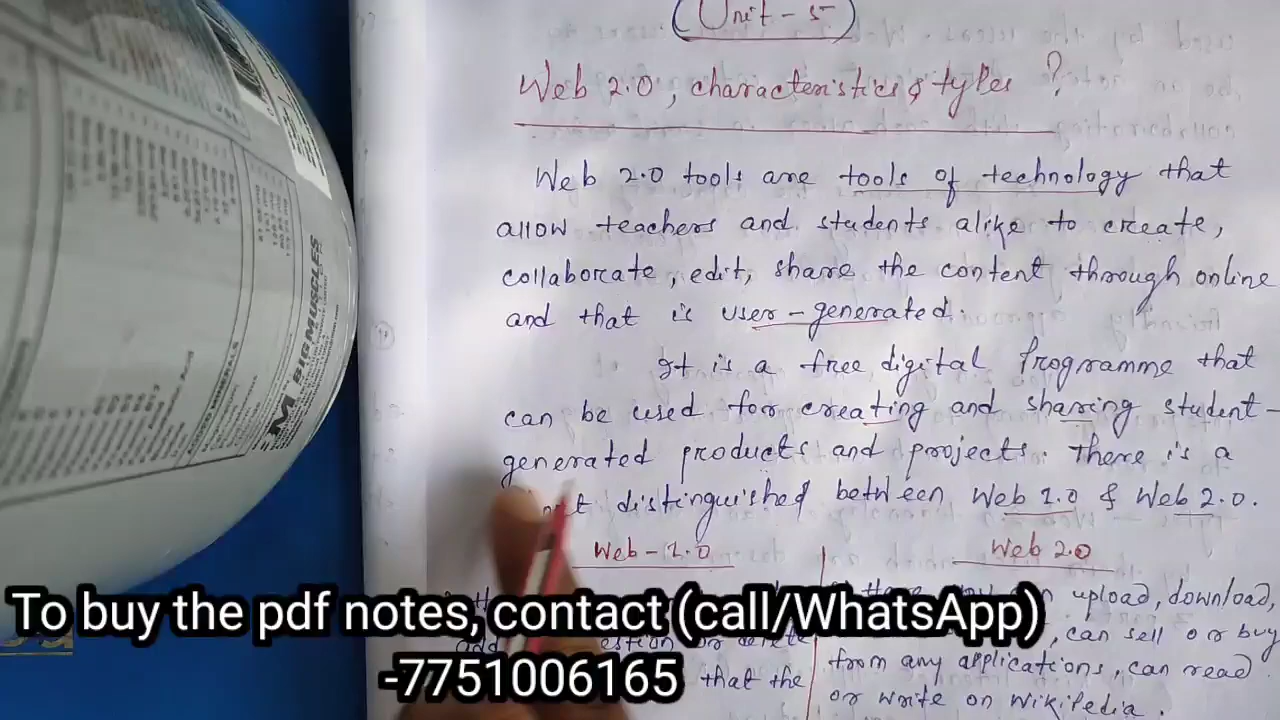 Unit - 5
Web 2.0, characteristics & types ?
Web 2.0 tools are tools of technology that
allow teachers and students alike to create,
collaborate, edit, share the content through online
and that is user-generated.
It is a free digital Programme that
can be used for creating and sharing student-
generated products and projects. There is a
distinguished between Web 1.0 & Web 2.0.
Web - 1.0
Web 2.0
upload, download,
or delete
, can sell or buy
that the
from any applications, can read
or write on Wikipedia.
To buy the pdf notes, contact (call/WhatsApp)
-7751006165
M BIGMUSCLES